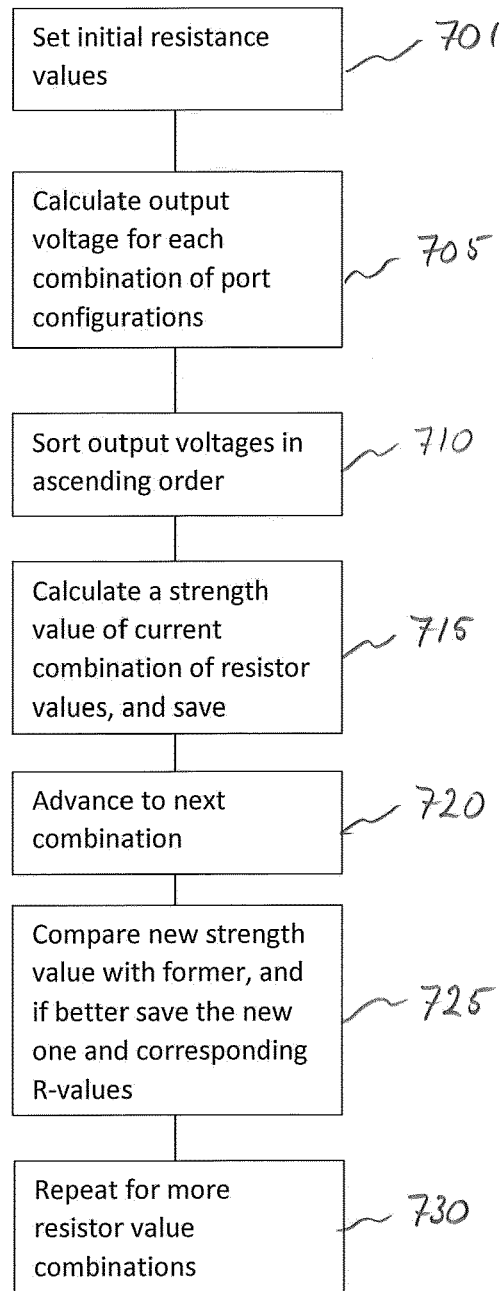 Set initial resistance
values
701
Calculate output
voltage for each
combination of port
configurations
705
Sort output voltages in
ascending order
710
Calculate a strength
value of current
combination of resistor
values, and save
715
Advance to next
combination
720
Compare new strength
value with former, and
if better save the new
one and corresponding
R-values
725
Repeat for more
resistor value
combinations
730